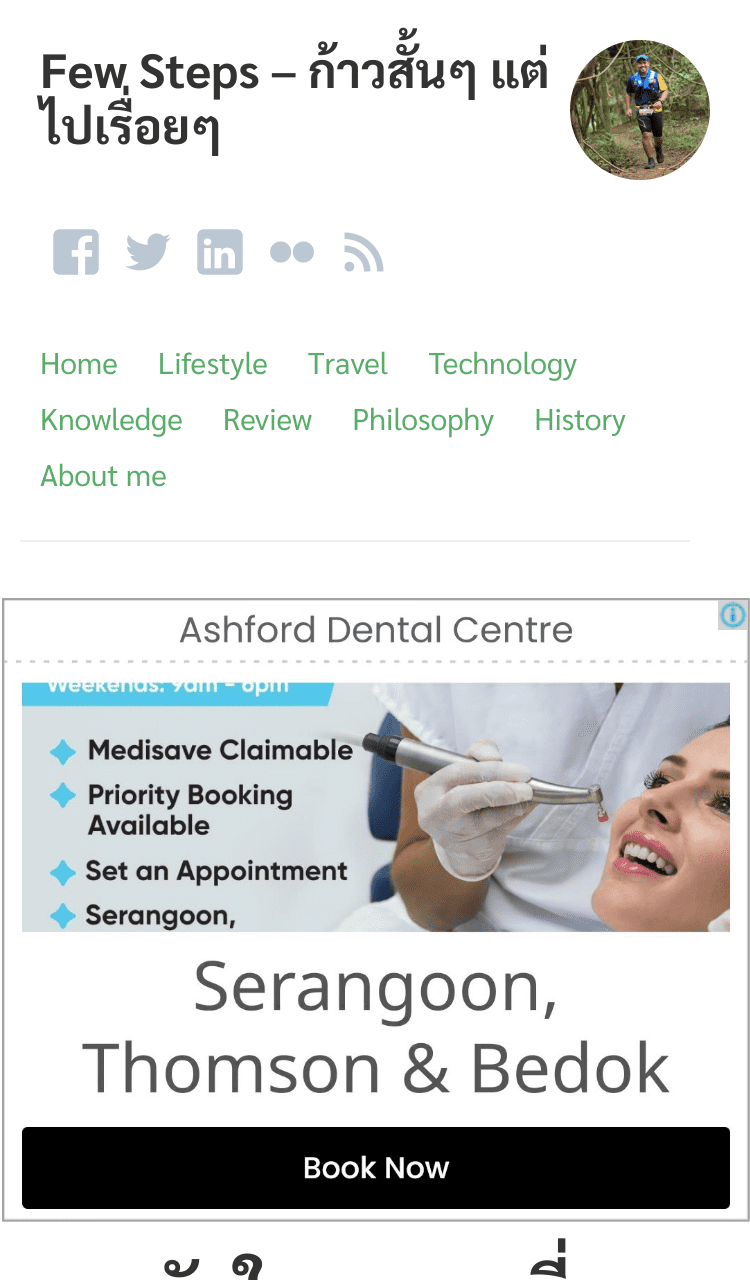 Few Steps – ก้าวสั้นๆ แต่
ไปเรื่อยๆ
Home Lifestyle Travel Technology
Knowledge Review Philosophy History
About me
Ashford Dental Centre
Weekends: 9am - 6pm
Medisave Claimable
Priority Booking
Available
Set an Appointment
Serangoon,
Serangoon,
Thomson & Bedok
Book Now